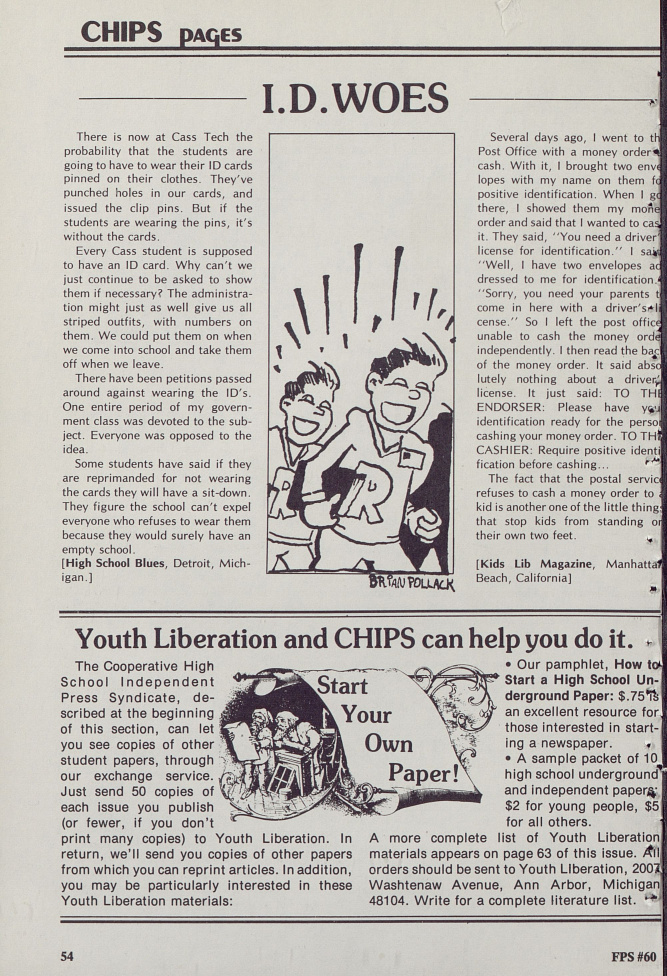 CHIPS PAGES
I.D.WOES
There is now at Cass Tech the
probability that the students are
going to have to wear their ID cards
pinned on their clothes. They've
punched holes in our cards, and
issued the clip pins. But if the
students are wearing the pins, it's
without the cards.
Every Cass student is supposed
to have an ID card. Why can't we
just continue to be asked to show
them if necessary? The administra-
tion might just as well give us all
striped outfits, with numbers on
them. We could put them on when
we come into school and take them
off when we leave.
There have been petitions passed
around against wearing the ID's.
One entire period of my govern-
ment class was devoted to the sub-
ject. Everyone was opposed to the
idea.
Some students have said if they
are reprimanded for not wearing
the cards they will have a sit-down.
They figure the school can't expel
everyone who refuses to wear them
because they would surely have an
empty school.
[High School Blues, Detroit, Mich-
igan.]
R
R
BRIAN POLLACK
Several days ago, I went to th
Post Office with a money order
cash. With it, I brought two enve
lopes with my name on them fo
positive identification. When I go
there, I showed them my mone
order and said that I wanted to cas
it. They said, "You need a driver'
license for identification." I said
"Well, I have two envelopes ad
dressed to me for identification.
"Sorry, you need your parents t
come in here with a driver's li
cense." So I left the post office
unable to cash the money orde
independently. I then read the bac
of the money order. It said abso
lutely nothing about a driver'
license. It just said: TO THE
ENDORSER: Please have you
identification ready for the person
cashing your money order. TO THE
CASHIER: Require positive identi
fication before cashing...
The fact that the postal service
refuses to cash a money order to a
kid is another one of the little things
that stop kids from standing on
their own two feet.
[Kids Lib Magazine, Manhattan
Beach, California]
Youth Liberation and CHIPS can help you do it.
The Cooperative High
School Independent
Press Syndicate, de-
scribed at the beginning
of this section, can let
you see copies of other
student papers, through
our exchange service.
Just send 50 copies of
each issue you publish
(or fewer, if you don't
print many copies) to Youth Liberation. In
return, we'll send you copies of other papers
from which you can reprint articles. In addition,
you may be particularly interested in these
Youth Liberation materials:
Start
Your
Own
Paper!
• Our pamphlet, How to
Start a High School Un-
derground Paper: $.75 is
an excellent resource for
those interested in start-
ing a newspaper.
• A sample packet of 10
high school underground
and independent papers:
$2 for young people, $5
for all others.
A more complete list of Youth Liberation
materials appears on page 63 of this issue. All
orders should be sent to Youth LIberation, 2007
Washtenaw Avenue, Ann Arbor, Michigan
48104. Write for a complete literature list.
54
FPS #60